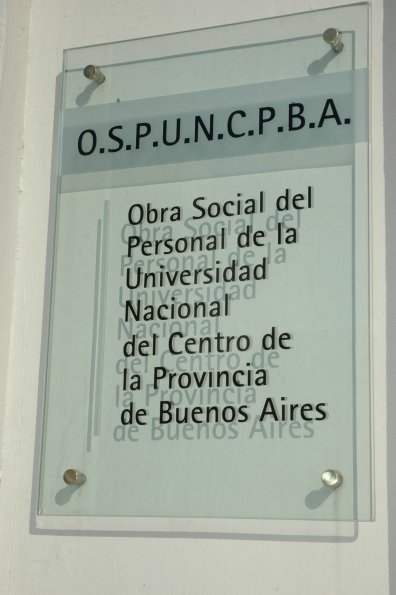 O.S.P.U.N.C.P.B.A.
Obra Social del
Personal de la
Universidad
Nacional
del Centro de
la Provincia
de Buenos Aires